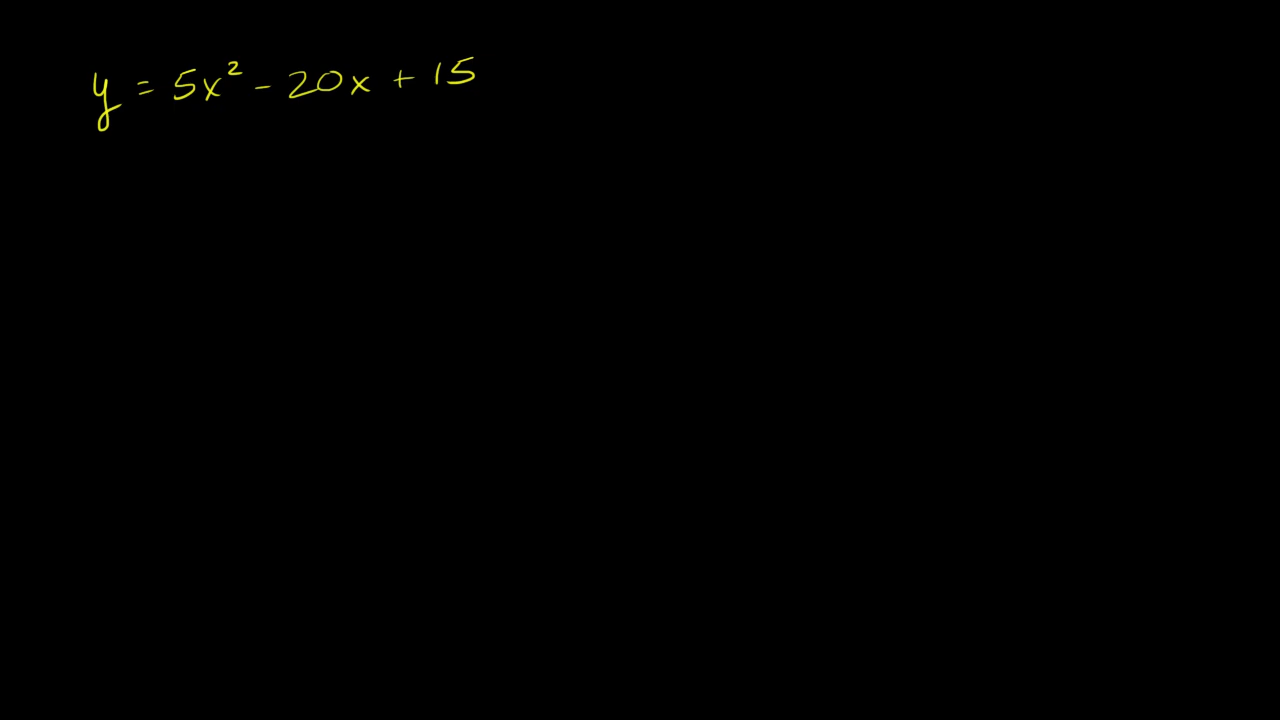 y = 5x² - 20x + 15